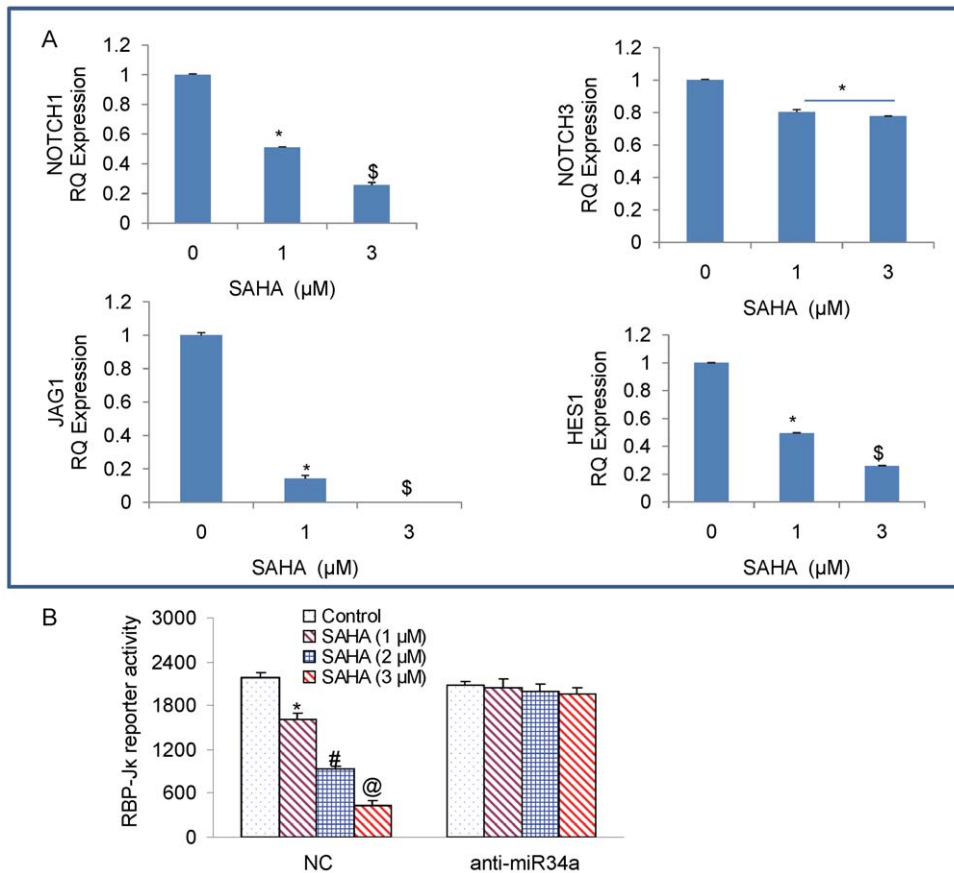 A
NOTCH1
RQ Expression
1.2
1
0.8
0.6
0.4
0.2
0
*
$
0 1 3
SAHA (µM)
NOTCH3
RQ Expression
1.2
1
0.8
0.6
0.4
0.2
0
*
0 1 3
SAHA (µM)
JAG1
RQ Expression
1.2
1
0.8
0.6
0.4
0.2
0
*
$
0 1 3
SAHA (µM)
HES1
RQ Expression
1.2
1
0.8
0.6
0.4
0.2
0
*
$
0 1 3
SAHA (µM)
B
RBP-Jκ reporter activity
3000
2400
1800
1200
600
0
Control
SAHA (1 µM)
SAHA (2 µM)
SAHA (3 µM)
*
#
@
NC anti-miR34a